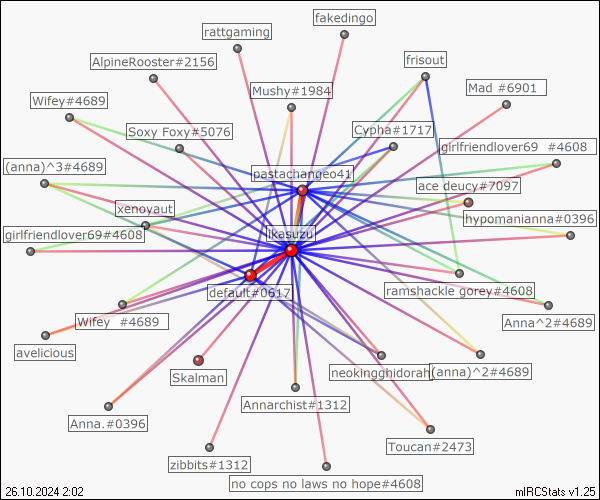 fakedingo
rattgaming
frisout
AlpineRooster#2156
Mushy#1984
Mad #6901
Wifey#4689
Soxy Foxy#5076
Cypha#1717
girlfriendlover69 #4608
(anna)^3#4689
pastachangeo41
ace deucy#7097
xenoyaut
hypomanianna#0396
girlfriendlover69#4608
ikasuzu
default#0617
ramshackle gorey#4608
Wifey #4689
Anna^2#4689
avelicious
Skalman
neokingghidorah
(anna)^2#4689
Annarchist#1312
Anna.#0396
Toucan#2473
zibbits#1312
no cops no laws no hope#4608
26.10.2024 2:02
mIRCStats v1.25